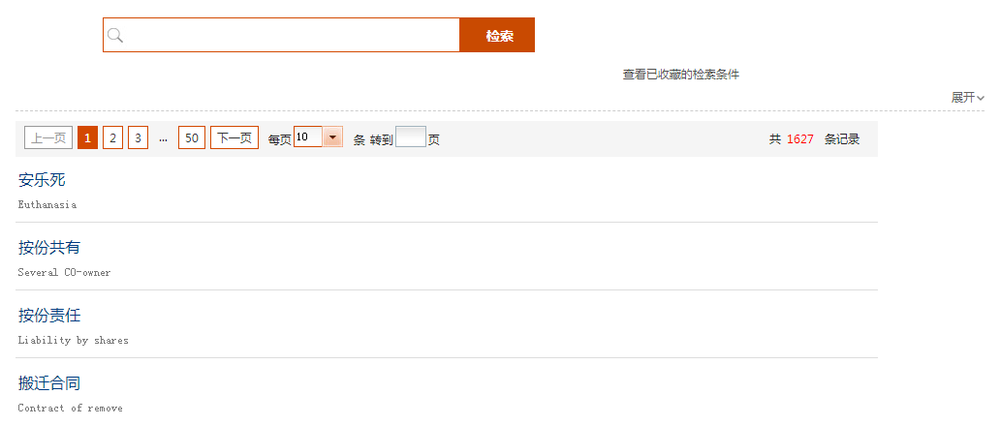 检索
查看已收藏的检索条件
展开
上一页 1 2 3 ... 50 下一页 每页 10 条 转到 页 共 1627 条记录
安乐死
Euthanasia
按份共有
Several CO-owner
按份责任
Liability by shares
搬迁合同
Contract of remove